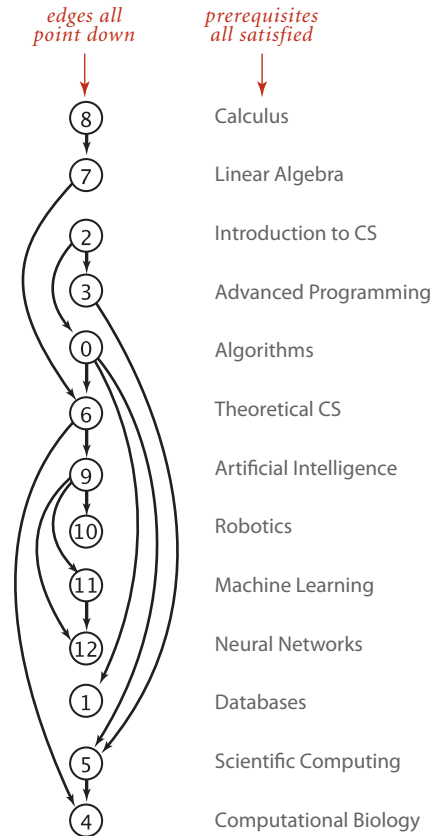 edges all
point down
prerequisites
all satisfied
8 Calculus
7 Linear Algebra
2 Introduction to CS
3 Advanced Programming
0 Algorithms
6 Theoretical CS
9 Artificial Intelligence
10 Robotics
11 Machine Learning
12 Neural Networks
1 Databases
5 Scientific Computing
4 Computational Biology